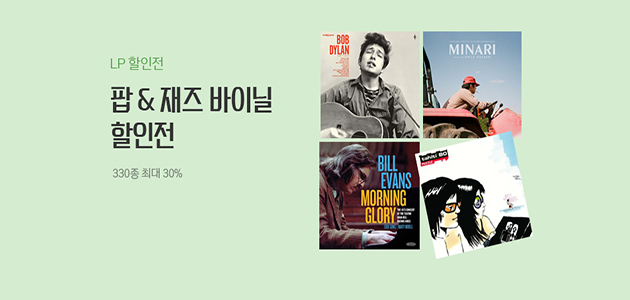 LP 할인전
팝 & 재즈 바이닐
할인전
330종 최대 30%
BOB
DYLAN
MINARI
BILL
EVANS
MORNING
GLORY